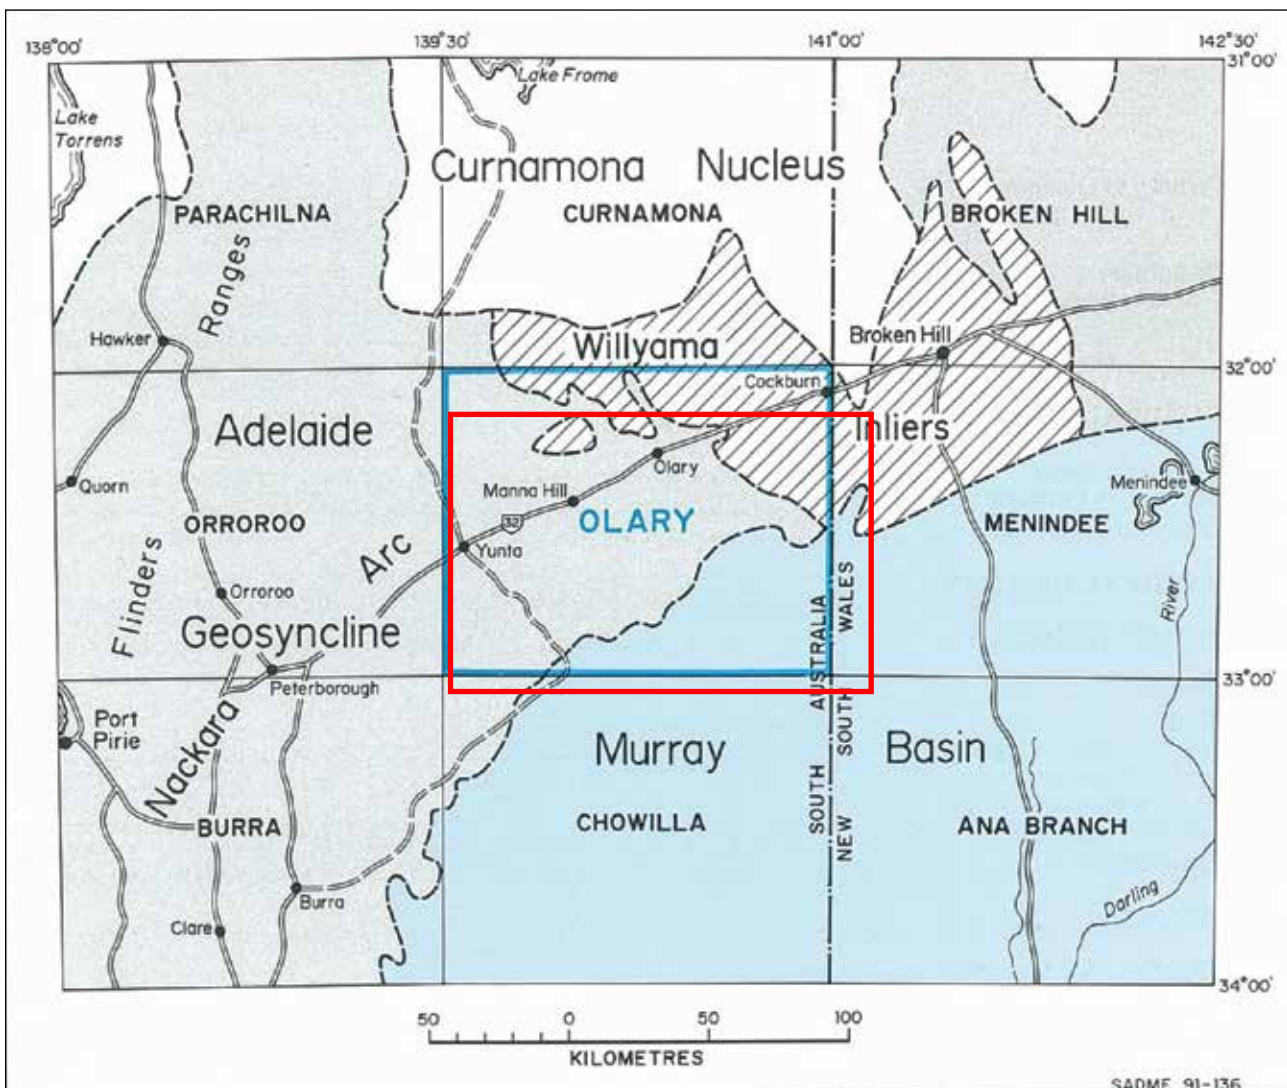 138°00'
139°30'
141°00'
142°30'
31°00'
Lake Frome
Lake
Torrens
Curnamona Nucleus
PARACHILNA
CURNAMONA
BROKEN HILL
Ranges
Hawker
Willyama
Broken Hill
32°00'
Cockburn
Adelaide
Inliers
Olary
Quorn
Manna Hill
Menindee
ORROROO
32
OLARY
MENINDEE
Arc
Yunta
Flinders
Orroroo
River
Geosyncline
SOUTH AUSTRALIA
NEW SOUTH WALES
Peterborough
33°00'
Port
Pirie
Nackara
Murray Basin
BURRA
CHOWILLA
ANA BRANCH
Burra
Darling
Clare
34°00'
50 0 50 100
KILOMETRES
SADME 91-136